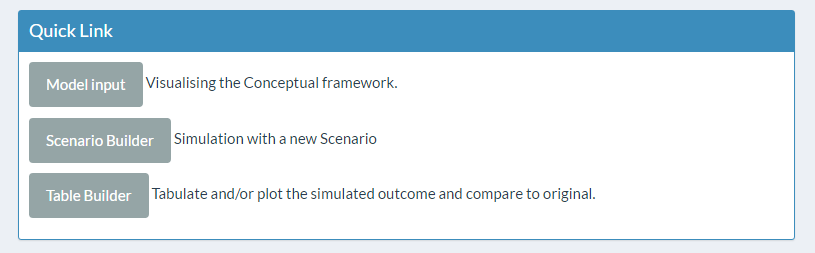 Quick Link
Model input Visualising the Conceptual framework.
Scenario Builder Simulation with a new Scenario
Table Builder Tabulate and/or plot the simulated outcome and compare to original.